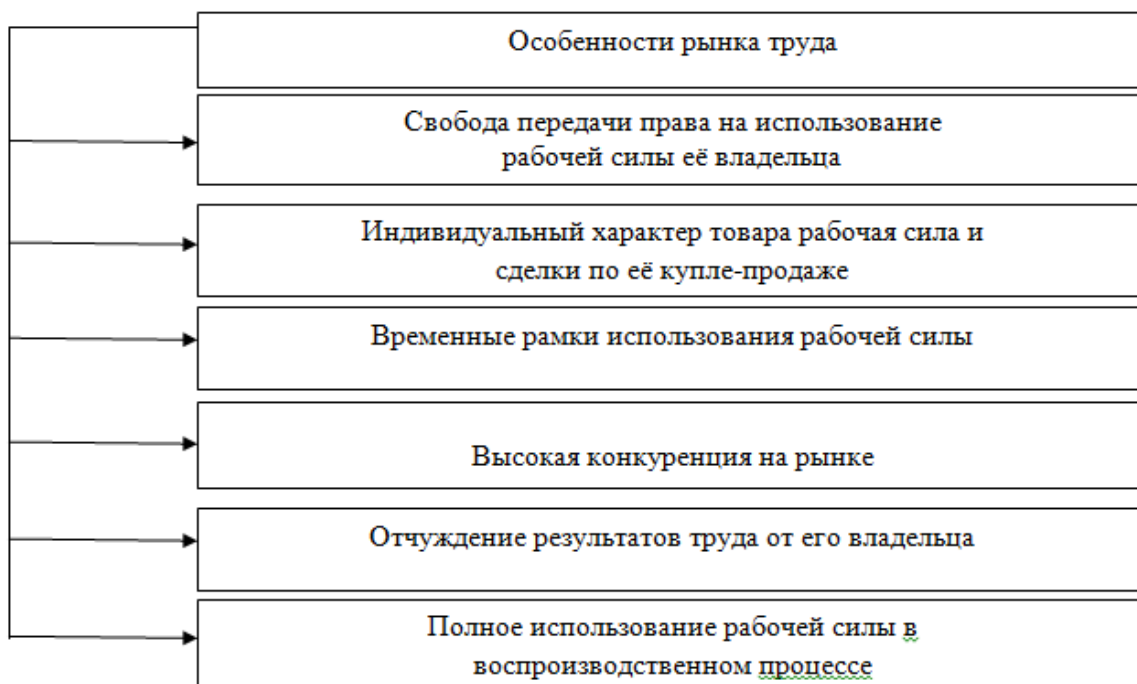 Особенности рынка труда
Свобода передачи права на использование
рабочей силы её владельца
Индивидуальный характер товара рабочая сила и
сделки по её купле-продаже
Временные рамки использования рабочей силы
Высокая конкуренция на рынке
Отчуждение результатов труда от его владельца
Полное использование рабочей силы в
воспроизводственном процессе